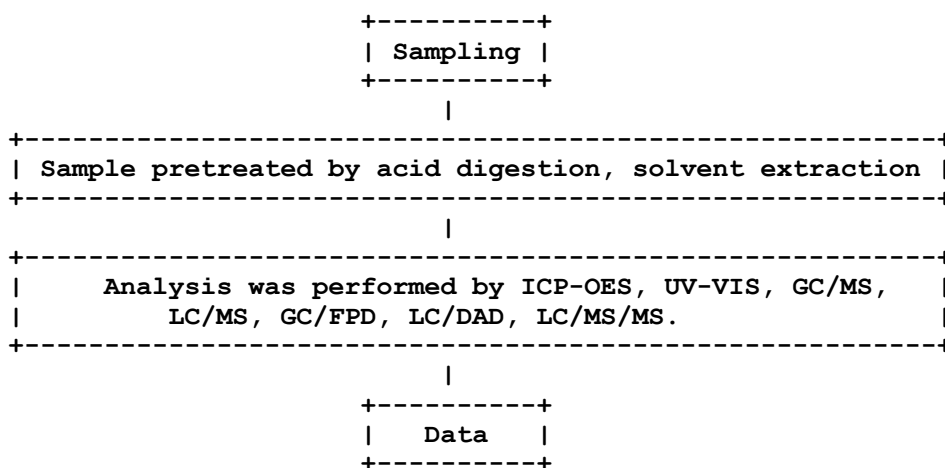 Sampling
Sample pretreated by acid digestion, solvent extraction
Analysis was performed by ICP-OES, UV-VIS, GC/MS,
LC/MS, GC/FPD, LC/DAD, LC/MS/MS.
Data